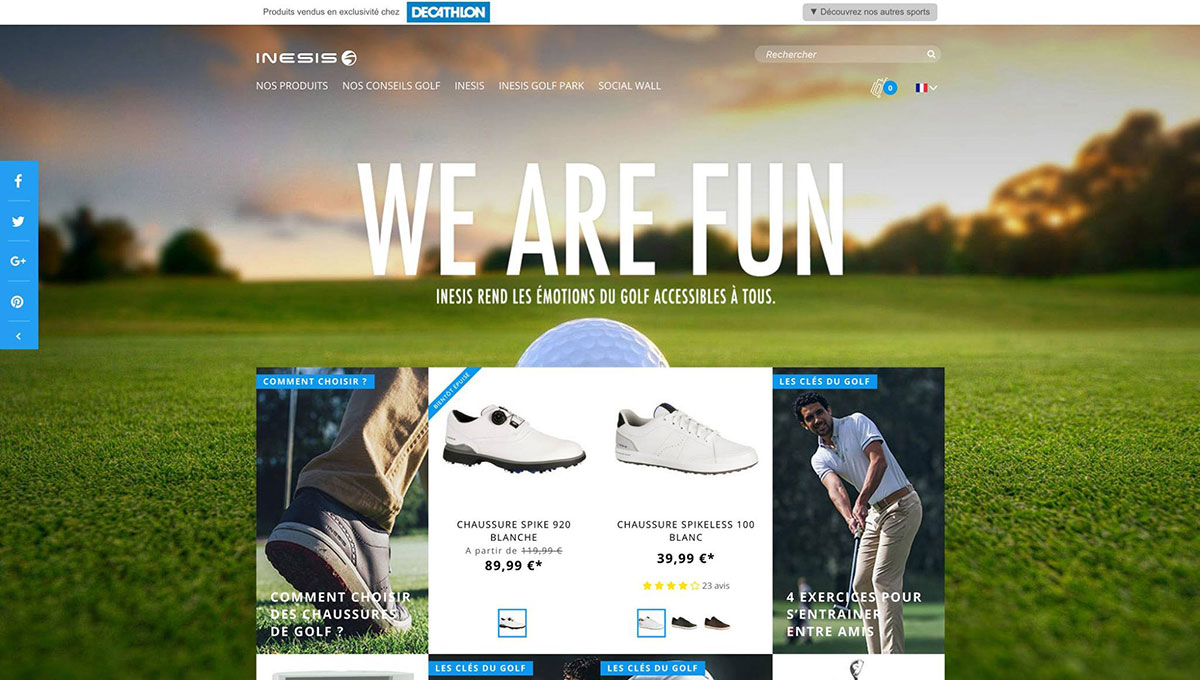 Produits vendus en exclusivité chez DECATHLON
▼ Découvrez nos autres sports
INESIS
Rechercher
NOS PRODUITS NOS CONSEILS GOLF INESIS INESIS GOLF PARK SOCIAL WALL
0
G+
WE ARE FUN
INESIS REND LES ÉMOTIONS DU GOLF ACCESSIBLES À TOUS.
COMMENT CHOISIR ?
COMMENT CHOISIR
DES CHAUSSURES
DE GOLF ?
BIENTÔT ÉPUISÉ
CHAUSSURE SPIKE 920
BLANCHE
A partir de 119,99 €
89,99 €*
CHAUSSURE SPIKELESS 100
BLANC
39,99 €*
23 avis
LES CLÉS DU GOLF
4 EXERCICES POUR
S'ENTRAÎNER
ENTRE AMIS
LES CLÉS DU GOLF
LES CLÉS DU GOLF